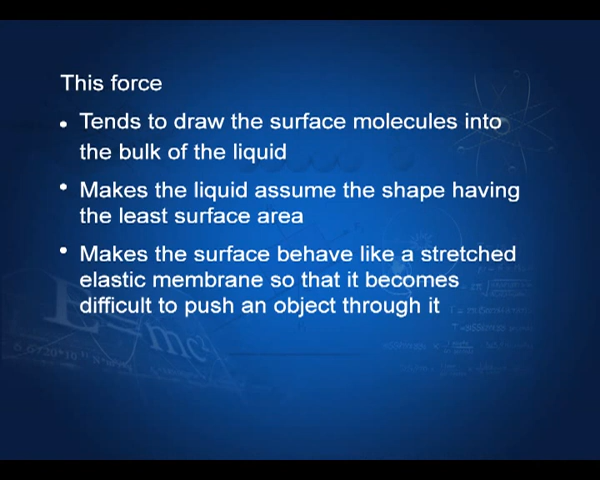 This force
• Tends to draw the surface molecules into
the bulk of the liquid
• Makes the liquid assume the shape having
the least surface area
• Makes the surface behave like a stretched
elastic membrane so that it becomes
difficult to push an object through it
E=mc²